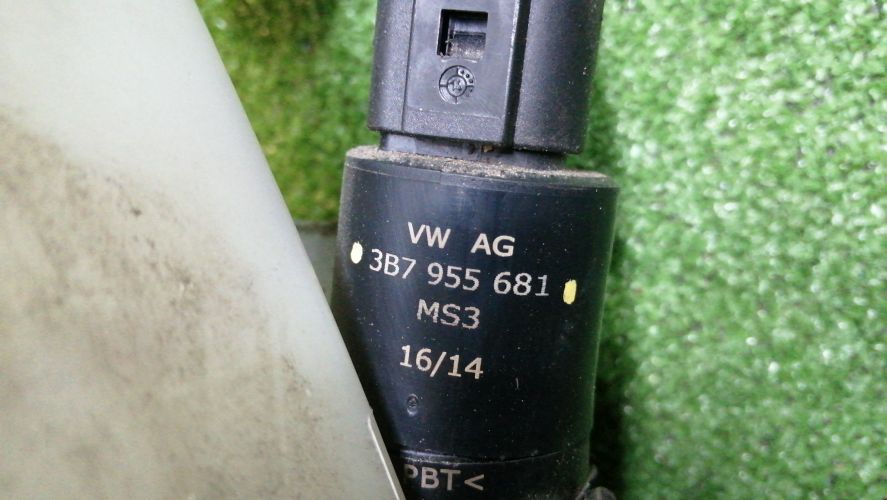 VW AG
3B7 955 681
MS3
16/14
PBT<